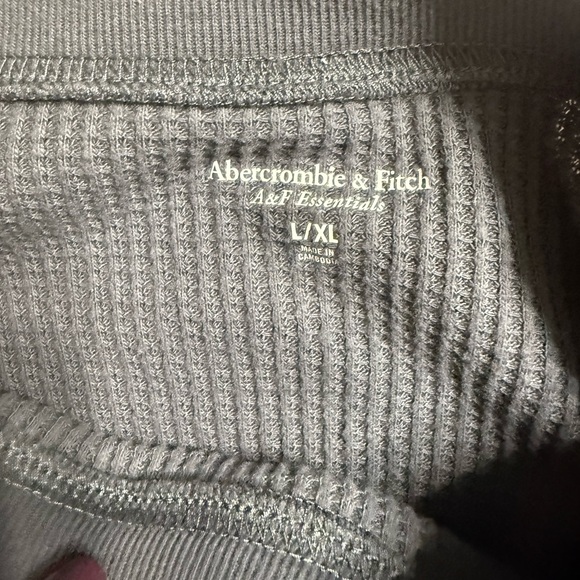 Abercrombie & Fitch
A&F Essentials
L/XL
MADE IN
CAMBODIA